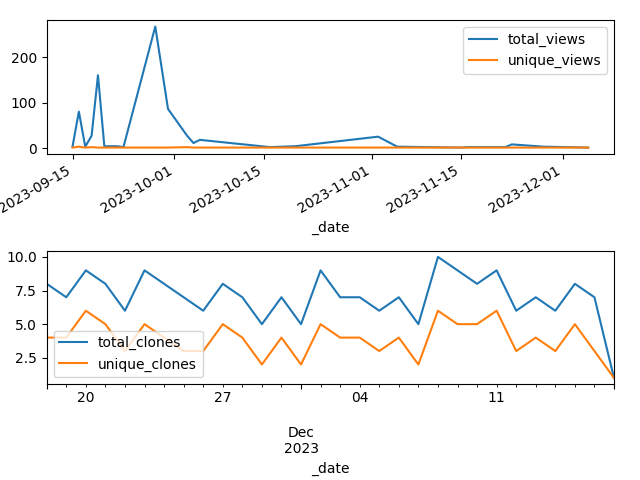 200
100
0
total_views
unique_views
2023-09-15
2023-10-01
2023-10-15
2023-11-01
2023-11-15
2023-12-01
_date
10.0
7.5
5.0
2.5
total_clones
unique_clones
20
27
04
11
Dec
2023
_date